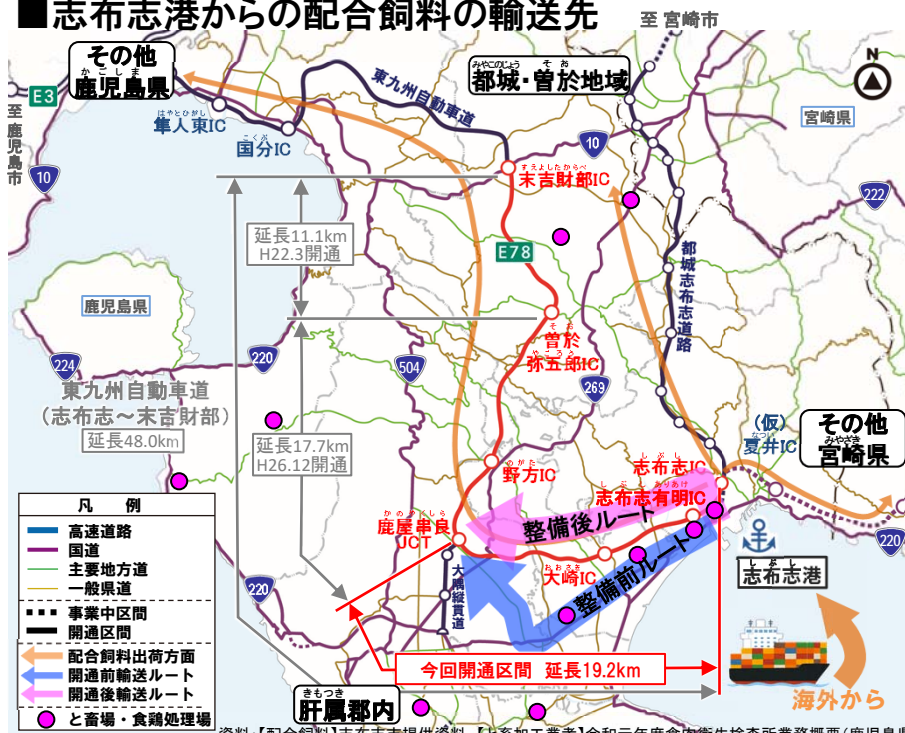 ■志布志港からの配合飼料の輸送先
至 宮崎市
その他
かごしま
鹿児島県
みやこのじょう そお
都城・曽於地域
N
E3
至 鹿児島市
はやとひがし
隼人東IC
こくぶ
国分IC
東九州自動車道
10
宮崎県
10
すえよしたからべ
末吉財部IC
222
延長11.1km
H22.3開通
E78
都城志布志道路
鹿児島県
そお
曽於
やごろう
弥五郎IC
224
220
504
269
東九州自動車道
(志布志～末吉財部)
延長48.0km
延長17.7km
H26.12開通
のがた
野方IC
(仮)
なつい
夏井IC
その他
みやざき
宮崎県
しぶし
志布志IC
しぶしありあけ
志布志有明IC
凡 例
高速道路
国道
主要地方道
一般県道
事業中区間
開通区間
配合飼料出荷方面
開通前輸送ルート
開通後輸送ルート
と畜場・食鶏処理場
かのやくしら
鹿屋串良
JCT
整備後ルート
整備前ルート
おおさき
大崎IC
220
しぶし
志布志港
220
大隅縦貫道
今回開通区間 延長19.2km
海外から
きもつき
肝属郡内